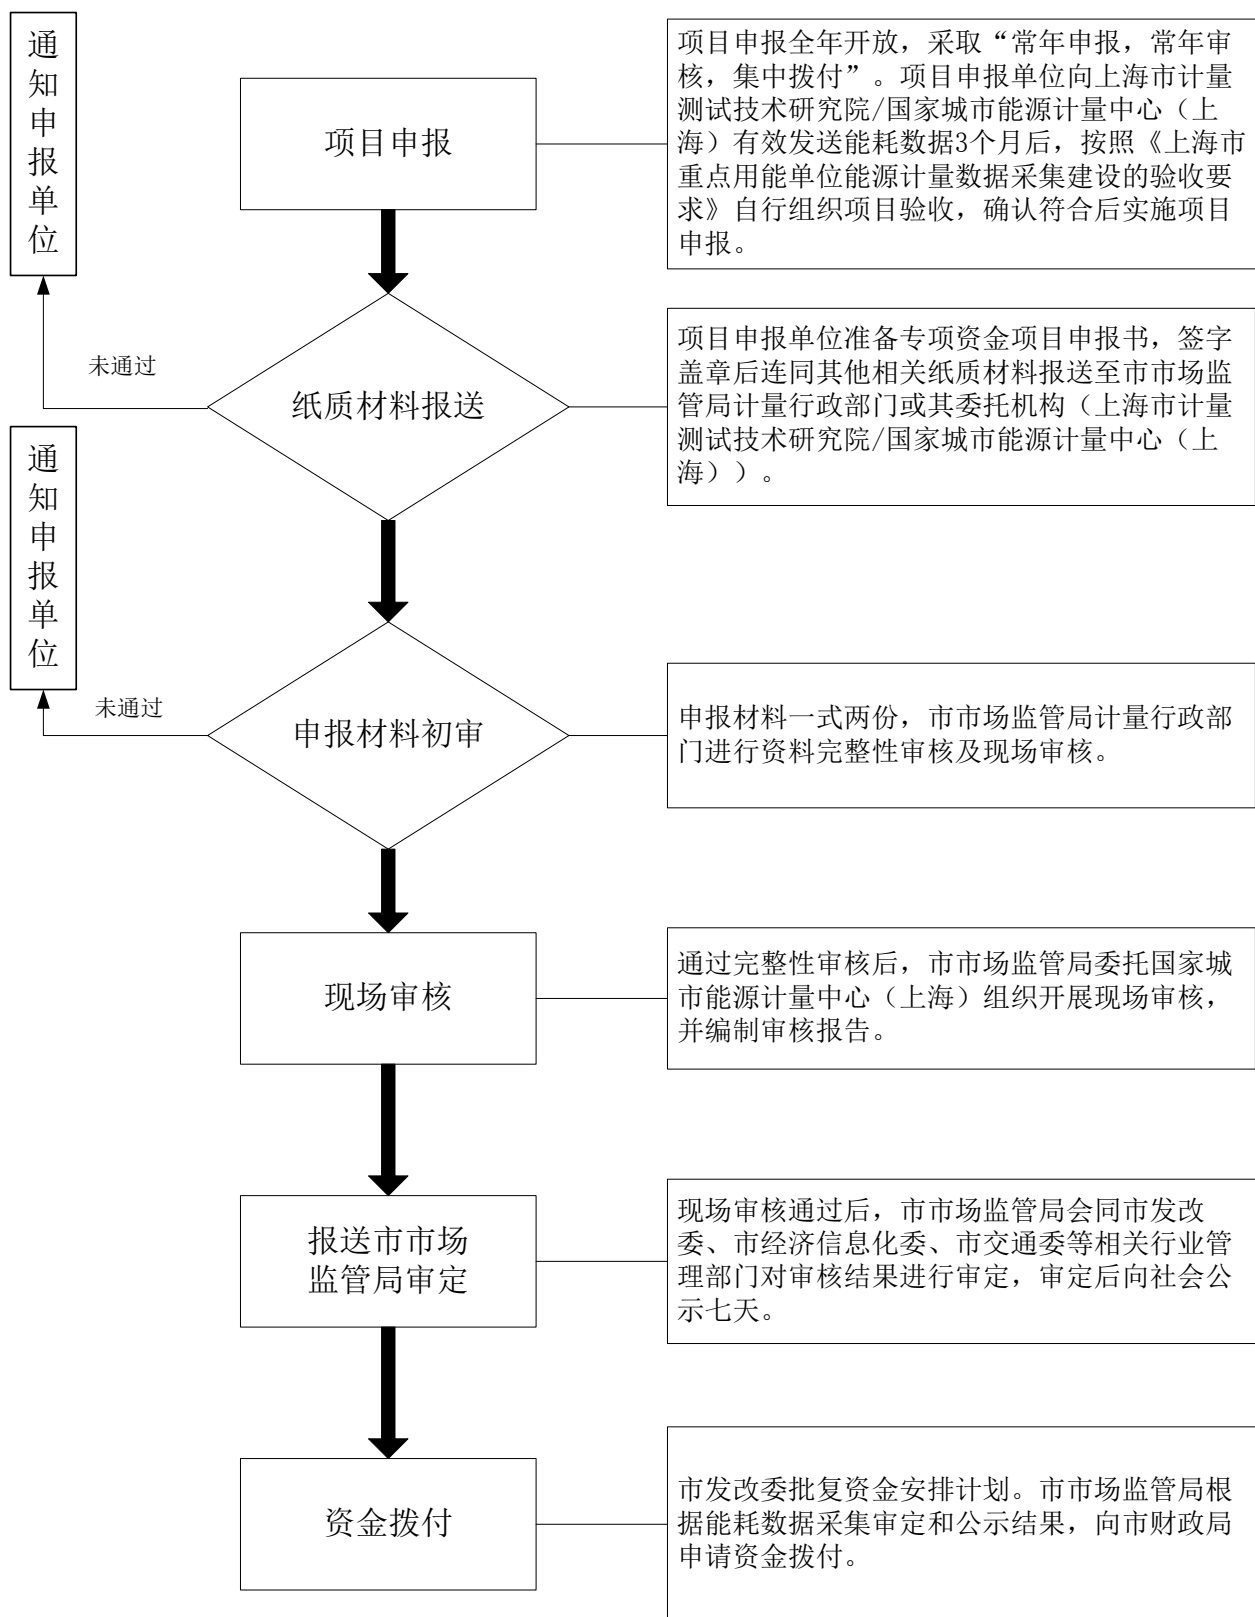 通
知
申
报
单
位
项目申报
项目申报全年开放，采取“常年申报，常年审
核，集中拨付”。项目申报单位向上海市计量
测试技术研究院/国家城市能源计量中心（上
海）有效发送能耗数据3个月后，按照《上海市
重点用能单位能源计量数据采集建设的验收要
求》自行组织项目验收，确认符合后实施项目
申报。
未通过
纸质材料报送
项目申报单位准备专项资金项目申报书，签字
盖章后连同其他相关纸质材料报送至市市场监
管局计量行政部门或其委托机构（上海市计量
测试技术研究院/国家城市能源计量中心（上
海））。
通
知
申
报
单
位
未通过
申报材料初审
申报材料一式两份，市市场监管局计量行政部
门进行资料完整性审核及现场审核。
现场审核
通过完整性审核后，市市场监管局委托国家城
市能源计量中心（上海）组织开展现场审核，
并编制审核报告。
报送市市场
监管局审定
现场审核通过后，市市场监管局会同市发改
委、市经济信息化委、市交通委等相关行业管
理部门对审核结果进行审定，审定后向社会公
示七天。
资金拨付
市发改委批复资金安排计划。市市场监管局根
据能耗数据采集审定和公示结果，向市财政局
申请资金拨付。